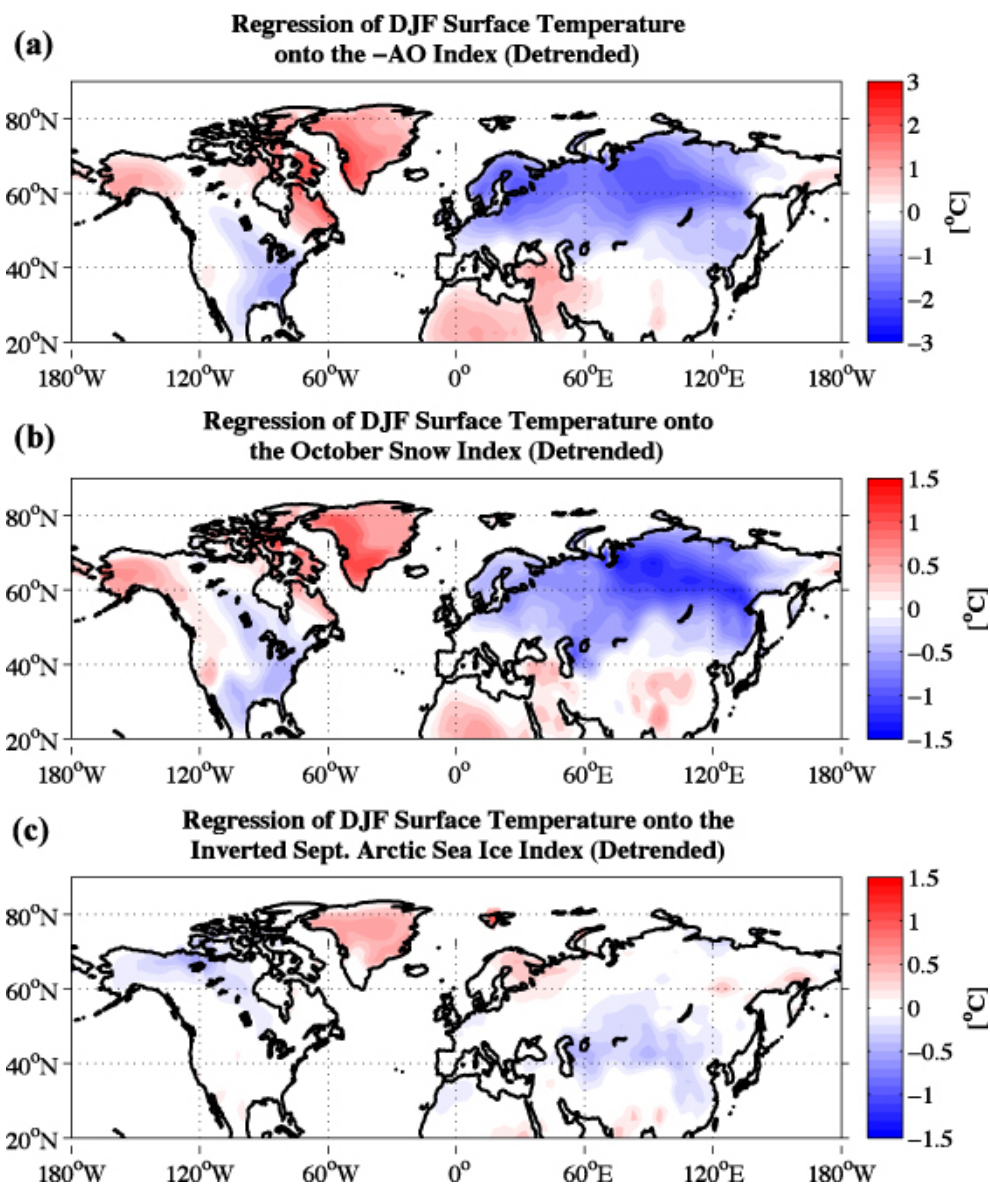 (a)
Regression of DJF Surface Temperature
onto the −AO Index (Detrended)
80°N
60°N
40°N
20°N
180°W
120°W
60°W
0°
60°E
120°E
180°W
3
2
1
0
−1
−2
−3
[°C]
(b)
Regression of DJF Surface Temperature onto
the October Snow Index (Detrended)
80°N
60°N
40°N
20°N
180°W
120°W
60°W
0°
60°E
120°E
180°W
1.5
1
0.5
0
−0.5
−1
−1.5
[°C]
(c)
Regression of DJF Surface Temperature onto the
Inverted Sept. Arctic Sea Ice Index (Detrended)
80°N
60°N
40°N
20°N
180°W
120°W
60°W
0°
60°E
120°E
180°W
1.5
1
0.5
0
−0.5
−1
−1.5
[°C]